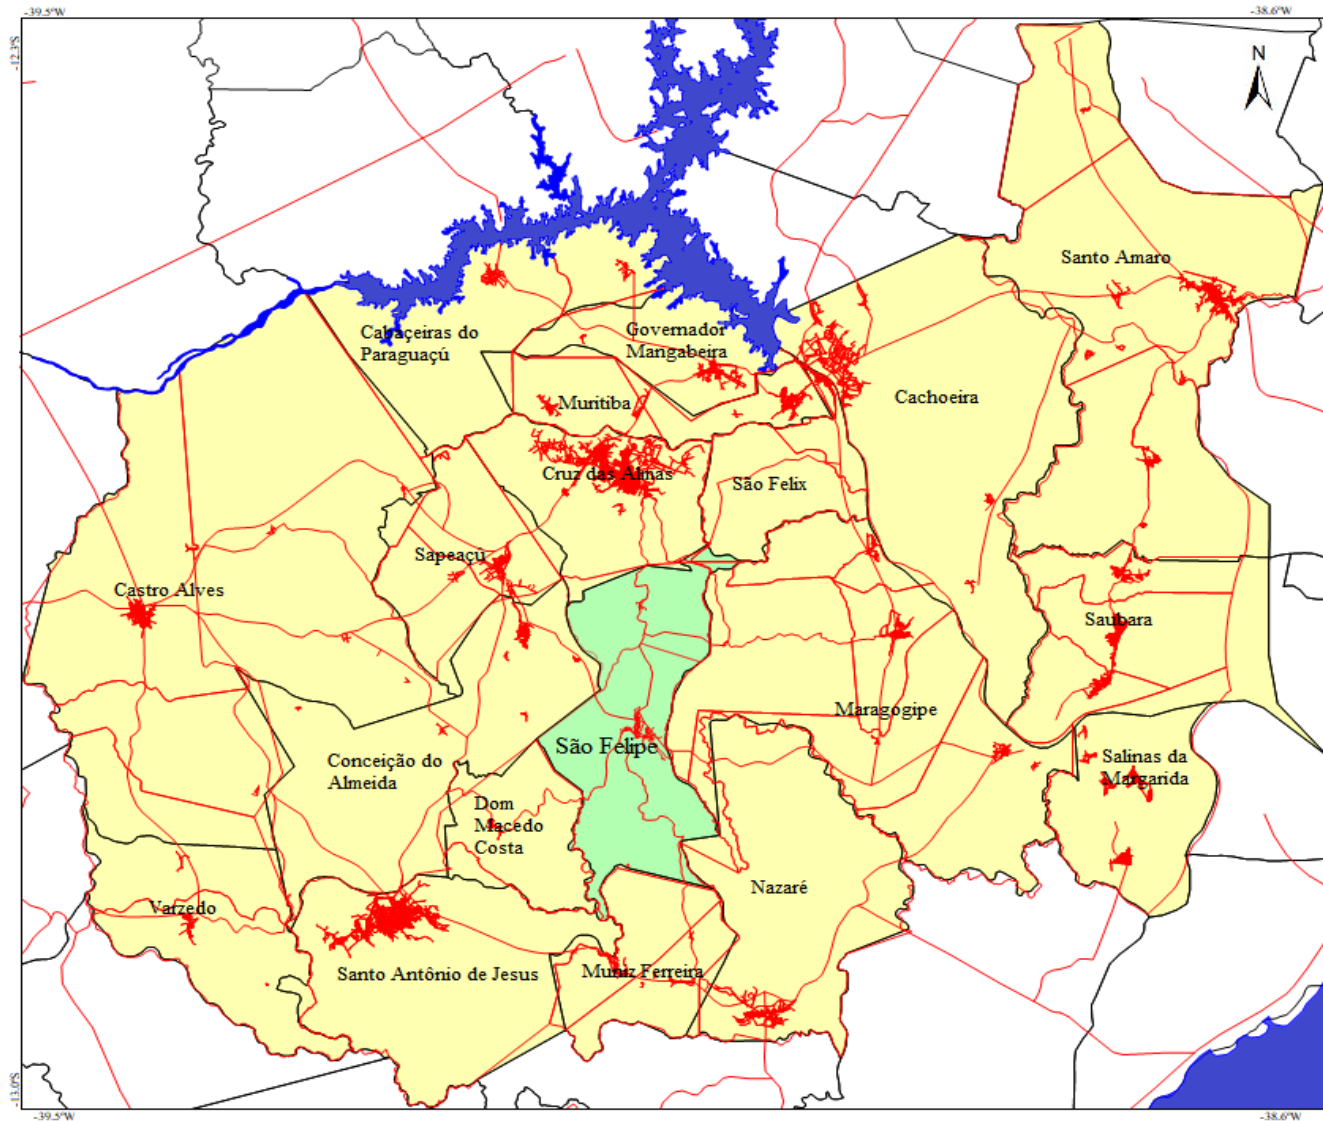 -39.5°W
-38.6°W
-12.3°S
N
Santo Amaro
Cabaçeiras do
Paraguaçú
Governador
Mangabeira
Muritiba
Cachoeira
Cruz das Almas
São Felix
Sapeaçú
Castro Alves
Saubara
Maragogipe
São Felipe
Conceição do
Almeida
Salinas da
Margarida
Dom
Macedo
Costa
Nazaré
Varzedo
Santo Antônio de Jesus
Muniz Ferreira
-13.0°S
-39.5°W
-38.6°W